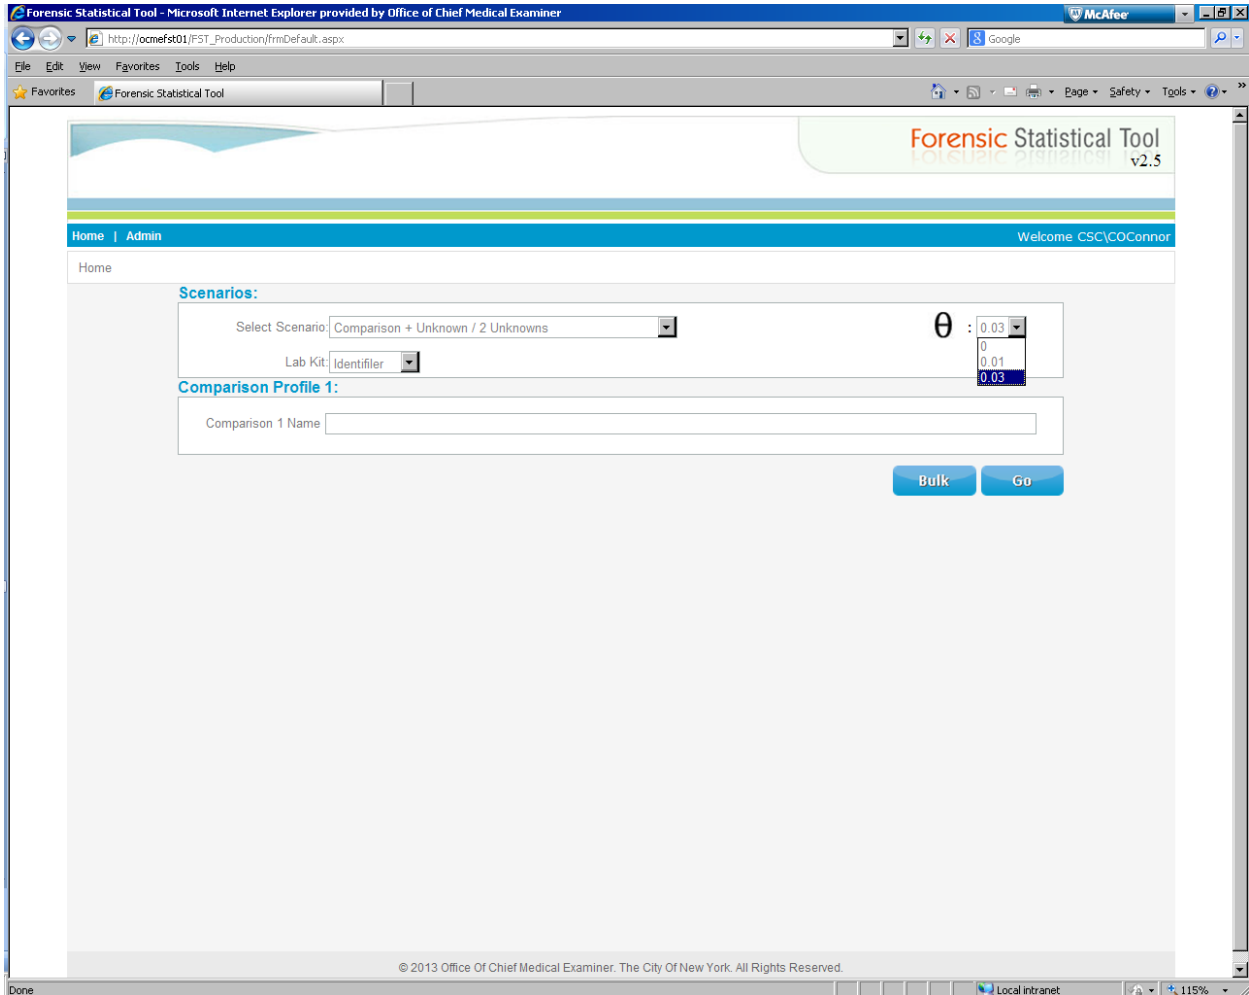 Forensic Statistical Tool - Microsoft Internet Explorer provided by Office of Chief Medical Examiner
McAfee
http://ocmefst01/FST_Production/frmDefault.aspx
Google
File Edit View Favorites Tools Help
Favorites
Forensic Statistical Tool
Page Safety Tools
Forensic Statistical Tool
v2.5
Home | Admin
Welcome CSC\COConnor
Home
Scenarios:
Select Scenario: Comparison + Unknown / 2 Unknowns
θ : 0.03
0
0.01
0.03
Lab Kit: Identifiler
Comparison Profile 1:
Comparison 1 Name
Bulk Go
© 2013 Office Of Chief Medical Examiner. The City Of New York. All Rights Reserved.
Done
Local intranet
115%